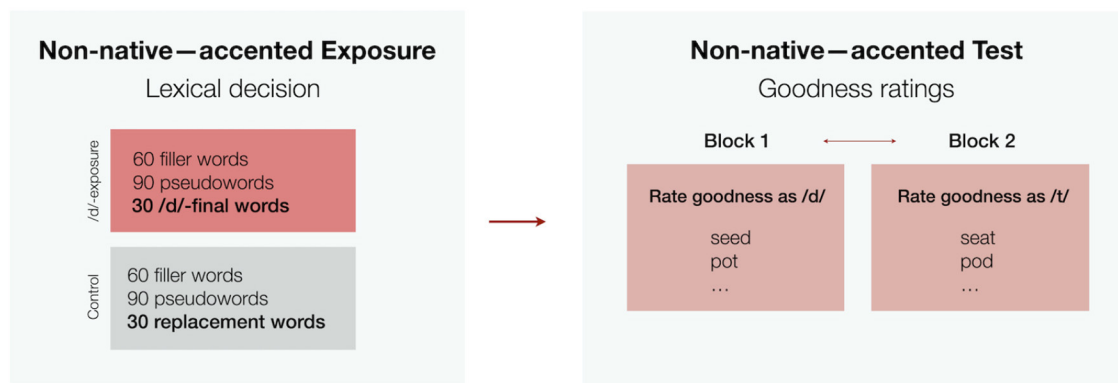 Non-native—accented Exposure
Lexical decision
/d/-exposure
60 filler words
90 pseudowords
30 /d/-final words
Control
60 filler words
90 pseudowords
30 replacement words
Non-native—accented Test
Goodness ratings
Block 1
Block 2
Rate goodness as /d/
seed
pot
...
Rate goodness as /t/
seat
pod
...